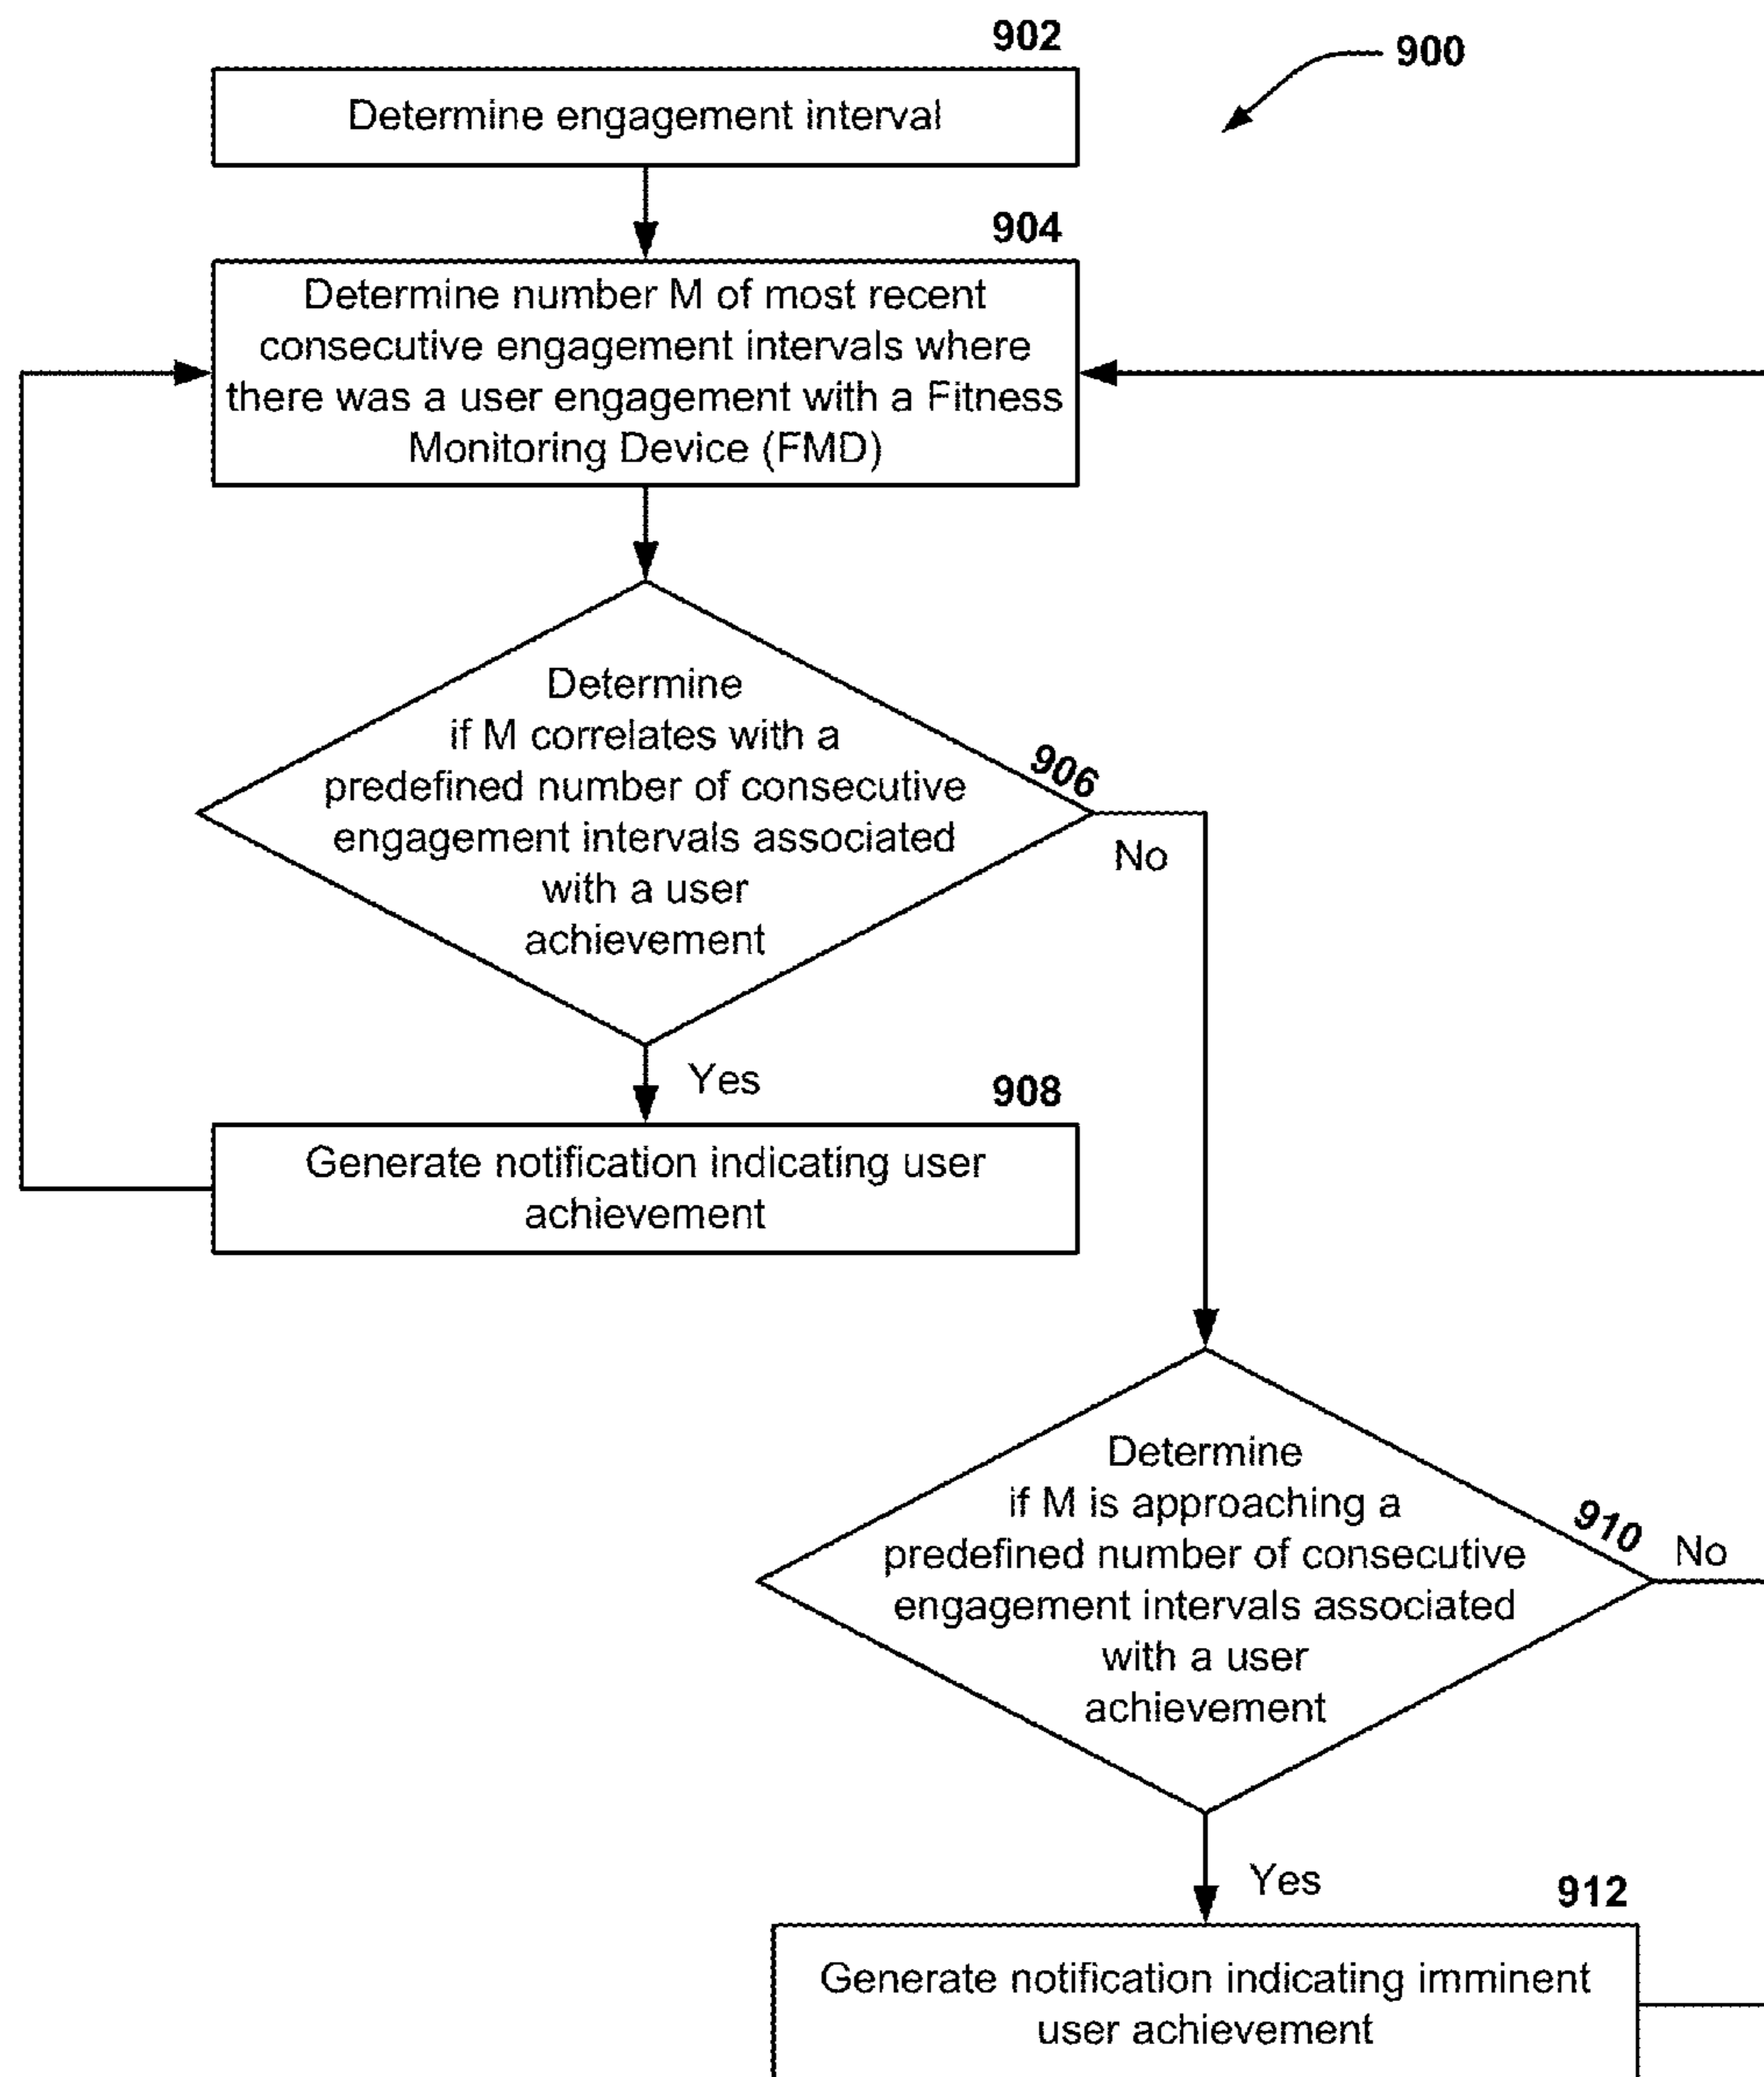 902
900
Determine engagement interval
904
Determine number M of most recent
consecutive engagement intervals where
there was a user engagement with a Fitness
Monitoring Device (FMD)
Determine
if M correlates with a
predefined number of consecutive
engagement intervals associated
with a user
achievement
906
No
Yes
908
Generate notification indicating user
achievement
Determine
if M is approaching a
predefined number of consecutive
engagement intervals associated
with a user
achievement
910
No
Yes
912
Generate notification indicating imminent
user achievement